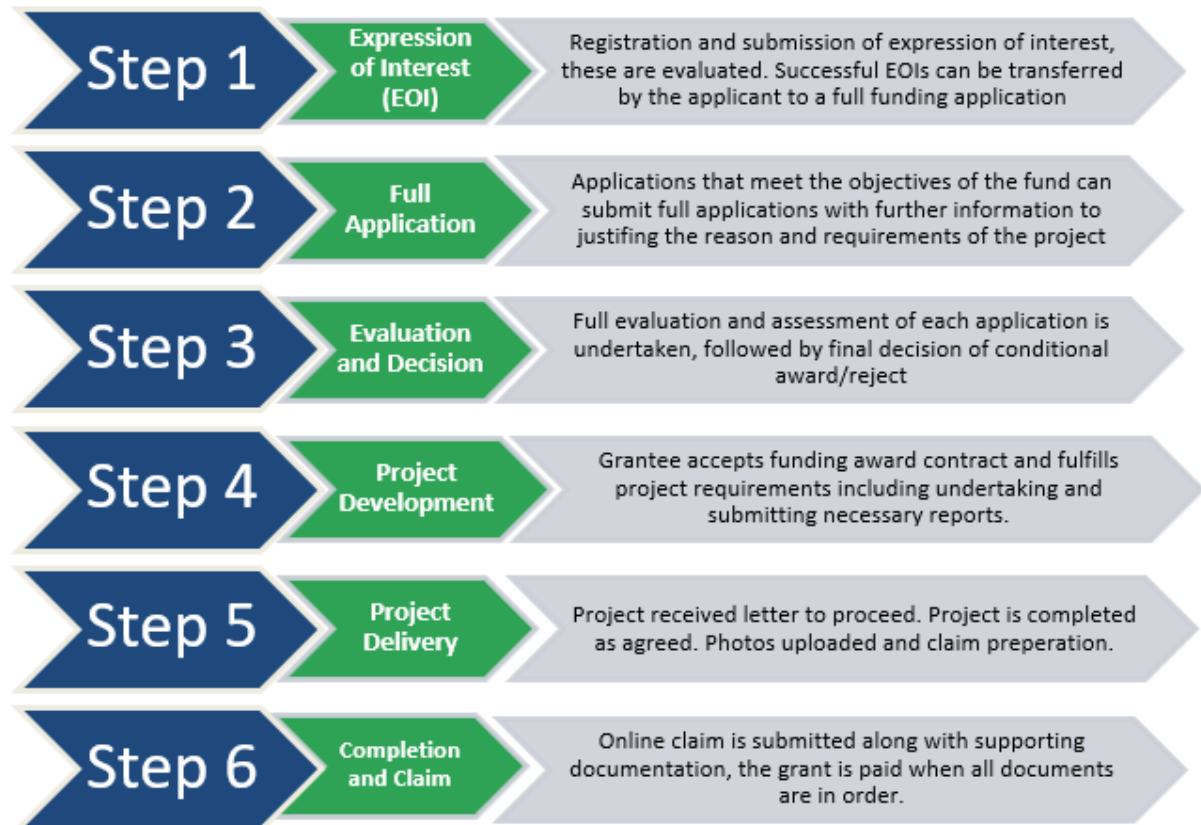 Step 1
Expression
of Interest
(EOI)
Registration and submission of expression of interest,
these are evaluated. Successful EOIs can be transferred
by the applicant to a full funding application
Step 2
Full
Application
Applications that meet the objectives of the fund can
submit full applications with further information to
justifing the reason and requirements of the project
Step 3
Evaluation
and Decision
Full evaluation and assessment of each application is
undertaken, followed by final decision of conditional
award/reject
Step 4
Project
Development
Grantee accepts funding award contract and fulfills
project requirements including undertaking and
submitting necessary reports.
Step 5
Project
Delivery
Project received letter to proceed. Project is completed
as agreed. Photos uploaded and claim preperation.
Step 6
Completion
and Claim
Online claim is submitted along with supporting
documentation, the grant is paid when all documents
are in order.